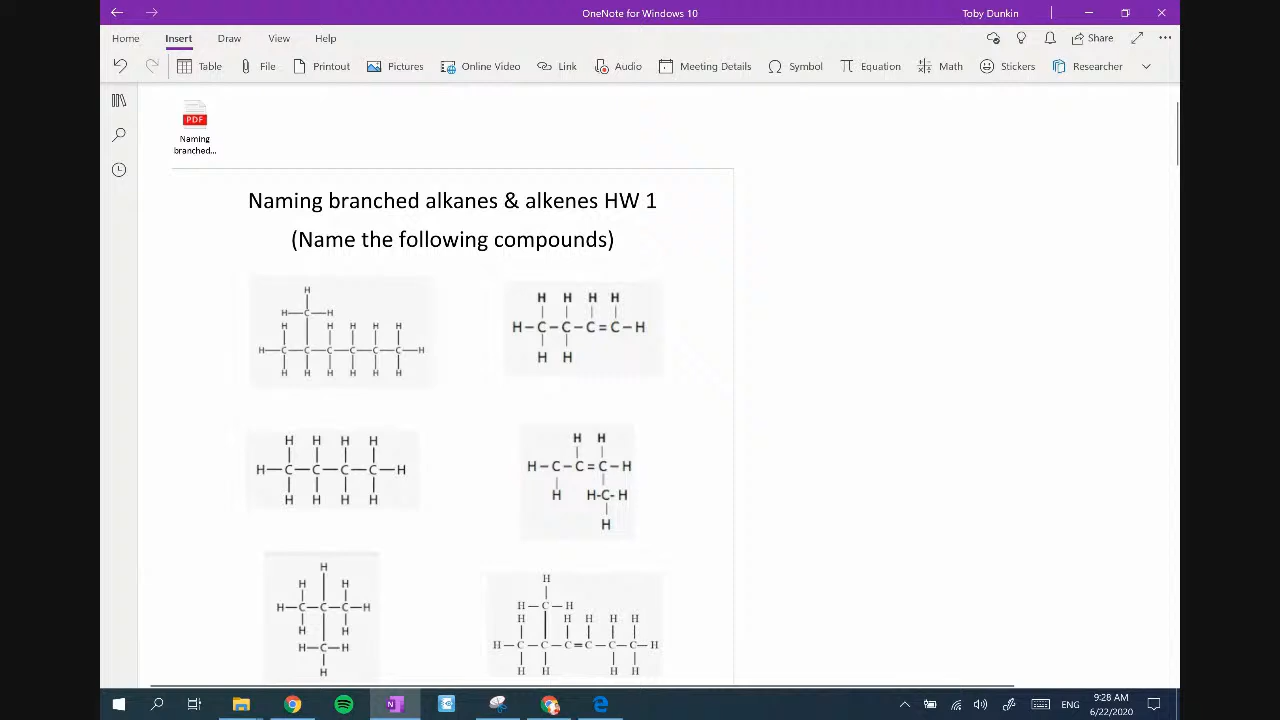 OneNote for Windows 10
Toby Dunkin
Home Insert Draw View Help
Share
Table File Printout Pictures Online Video Link Audio Meeting Details Symbol Equation Math Stickers Researcher
PDF
Naming
branched...
Naming branched alkanes & alkenes HW 1
(Name the following compounds)
H
H—C—H
H H H H H
H—C—C—C—C—C—C—H
H H H H H H
H H H H
H—C—C—C=C—H
H H
H H H H
H—C—C—C—C—H
H H H H
H H
H—C—C=C—H
H H-C-H
H
H
H H
H—C—C—C—H
H H
H—C—H
H
H
H—C—H
H H H H H
H—C—C—C=C—C—C—H
H H H H
ENG
9:28 AM
6/22/2020